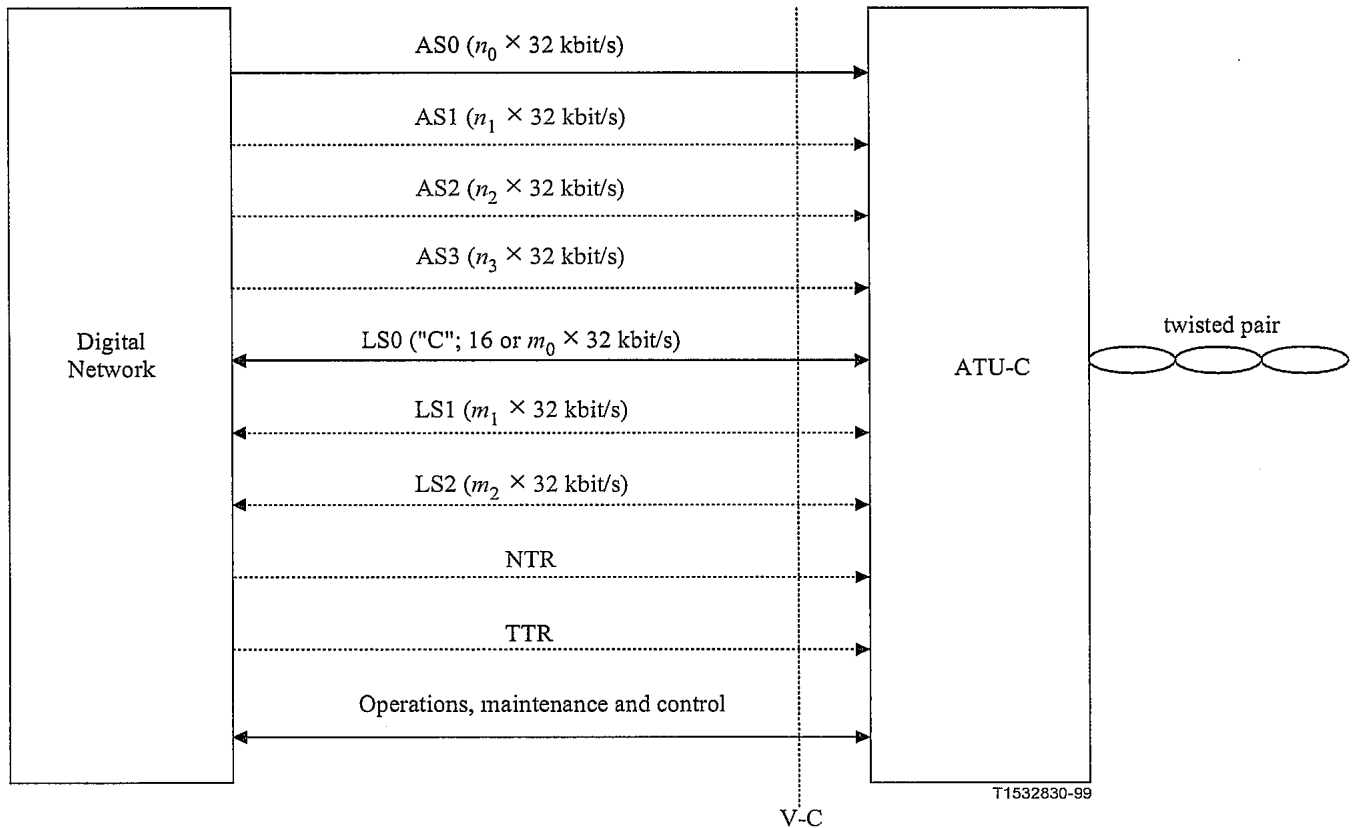 AS0 (n₀ × 32 kbit/s)
AS1 (n₁ × 32 kbit/s)
AS2 (n₂ × 32 kbit/s)
AS3 (n₃ × 32 kbit/s)
Digital
Network
LS0 ("C"; 16 or m₀ × 32 kbit/s)
ATU-C
twisted pair
LS1 (m₁ × 32 kbit/s)
LS2 (m₂ × 32 kbit/s)
NTR
TTR
Operations, maintenance and control
T1532830-99
V-C